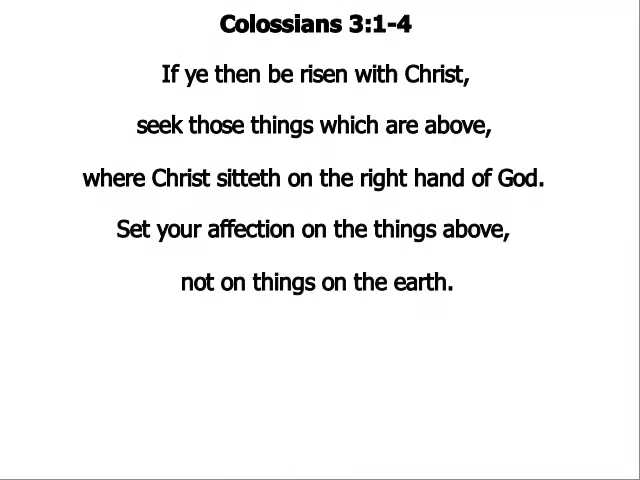 Colossians 3:1-4
If ye then be risen with Christ,
seek those things which are above,
where Christ sitteth on the right hand of God.
Set your affection on the things above,
not on things on the earth.